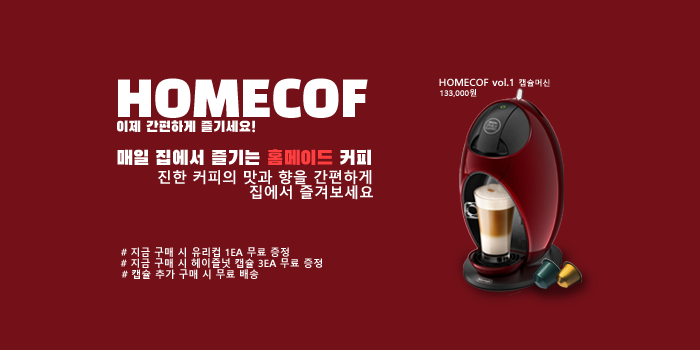 HOMECOF
이제 간편하게 즐기세요!
매일 집에서 즐기는 홈메이드 커피
진한 커피의 맛과 향을 간편하게
집에서 즐겨보세요
# 지금 구매 시 유리컵 1EA 무료 증정
# 지금 구매 시 헤이즐넛 캡슐 3EA 무료 증정
# 캡슐 추가 구매 시 무료 배송
HOMECOF vol.1 캡슐머신
133,000원